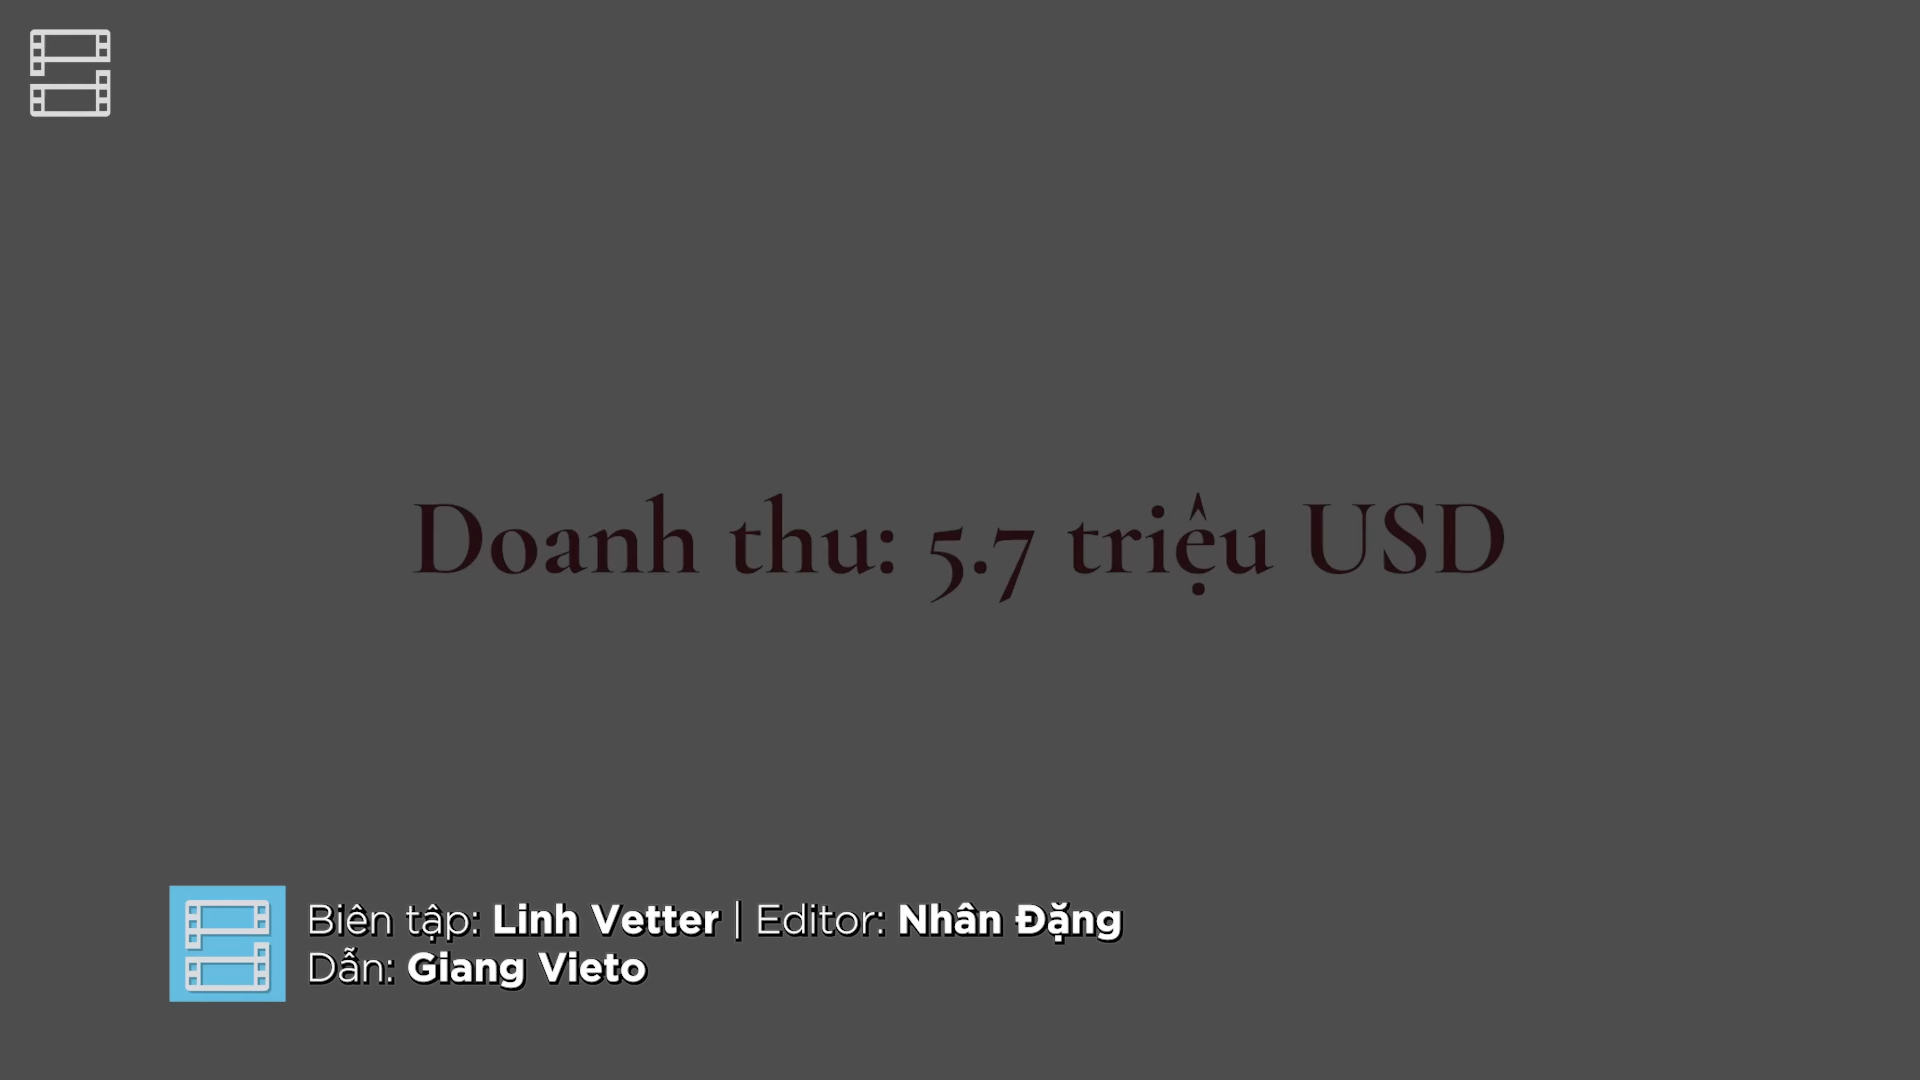 Doanh thu: 5.7 triệu USD
Biên tập: Linh Vetter | Editor: Nhân Đặng
Dẫn: Giang Vieto